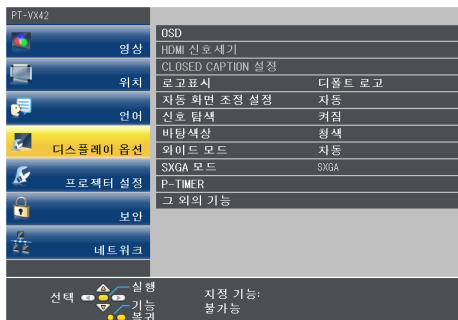 PT-VX42
영상
위치
언어
디스플레이 옵션
프로젝터 설정
보안
네트워크
OSD
HDMI 신호세기
CLOSED CAPTION 설정
로고표시 디폴트 로고
자동 화면 조정 설정 자동
신호 탐색 켜짐
바탕색상 청색
와이드 모드 자동
SXGA 모드 SXGA
P-TIMER
그 외의 기능
선택 실행
기능
복귀
지정 기능:
불가능